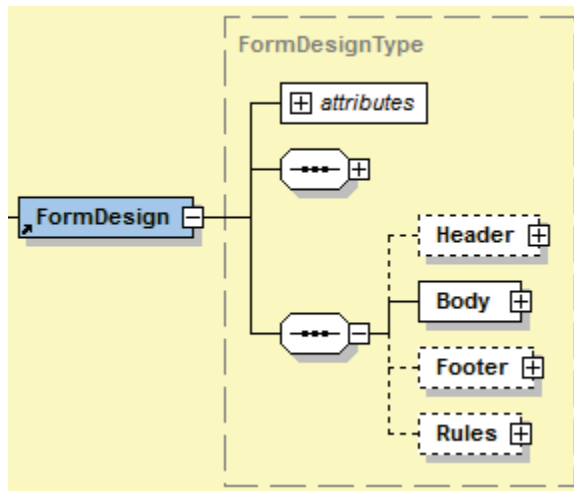 FormDesignType
attributes
FormDesign
Header
Body
Footer
Rules